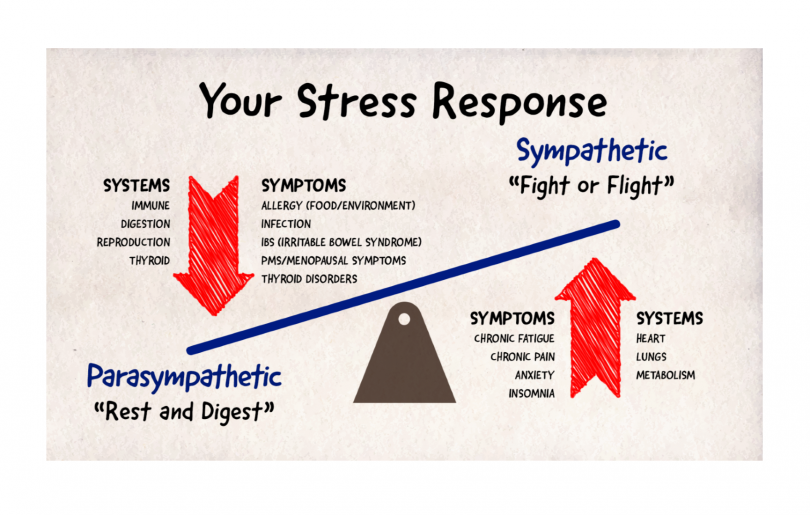 Your Stress Response
Sympathetic
“Fight or Flight”
SYSTEMS
IMMUNE
DIGESTION
REPRODUCTION
THYROID
SYMPTOMS
ALLERGY (FOOD/ENVIRONMENT)
INFECTION
IBS (IRRITABLE BOWEL SYNDROME)
PMS/MENOPAUSAL SYMPTOMS
THYROID DISORDERS
Parasympathetic
“Rest and Digest”
SYMPTOMS
CHRONIC FATIGUE
CHRONIC PAIN
ANXIETY
INSOMNIA
SYSTEMS
HEART
LUNGS
METABOLISM